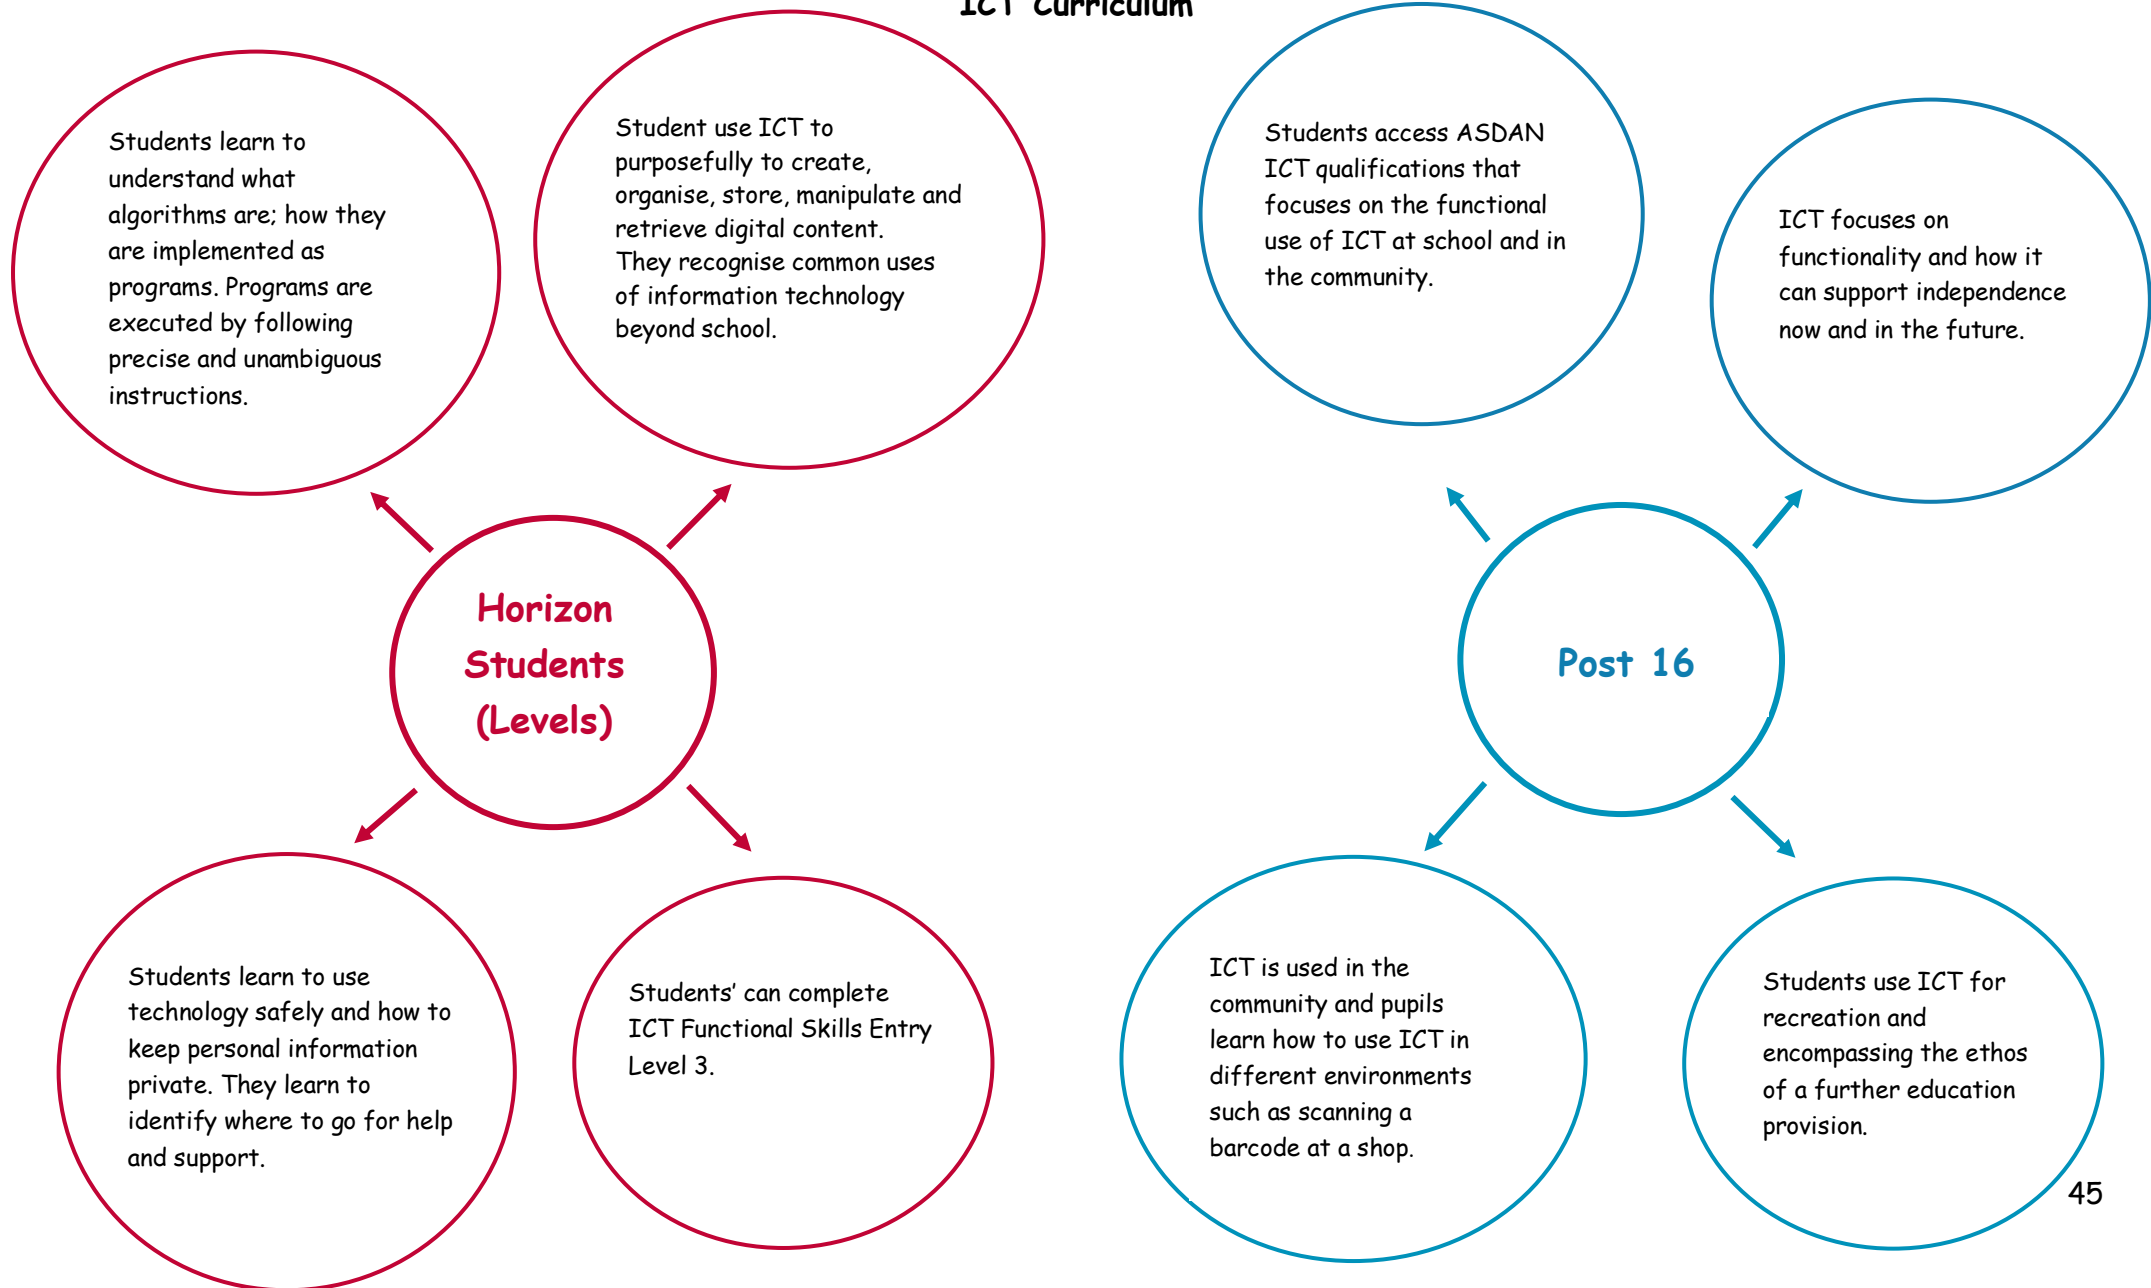 ICT Curriculum
Students learn to
understand what
algorithms are; how they
are implemented as
programs. Programs are
executed by following
precise and unambiguous
instructions.
Student use ICT to
purposefully to create,
organise, store, manipulate and
retrieve digital content.
They recognise common uses
of information technology
beyond school.
Horizon
Students
(Levels)
Students learn to use
technology safely and how to
keep personal information
private. They learn to
identify where to go for help
and support.
Students' can complete
ICT Functional Skills Entry
Level 3.
Students access ASDAN
ICT qualifications that
focuses on the functional
use of ICT at school and in
the community.
ICT focuses on
functionality and how it
can support independence
now and in the future.
Post 16
ICT is used in the
community and pupils
learn how to use ICT in
different environments
such as scanning a
barcode at a shop.
Students use ICT for
recreation and
encompassing the ethos
of a further education
provision.
45